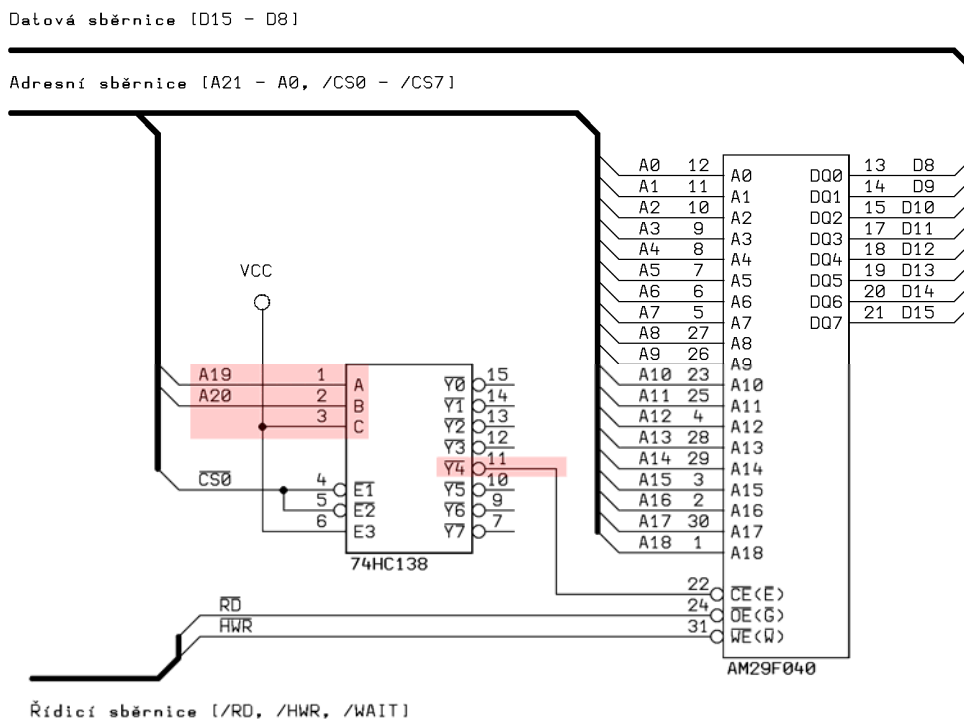 Datová sběrnice [D15 - D8]
Adresní sběrnice [A21 - A0, /CS0 - /CS7]
A0 12 A0 DQ0 13 D8
A1 11 A1 DQ1 14 D9
A2 10 A2 DQ2 15 D10
A3 9 A3 DQ3 17 D11
A4 8 A4 DQ4 18 D12
A5 7 A5 DQ5 19 D13
A6 6 A6 DQ6 20 D14
A7 5 A7 DQ7 21 D15
A8 27 A8
A9 26 A9
A10 23 A10
A11 25 A11
A12 4 A12
A13 28 A13
A14 29 A14
A15 3 A15
A16 2 A16
A17 30 A17
A18 1 A18
VCC
A19 1 A Y0 15
A20 2 B Y1 14
3 C Y2 13
Y3 12
Y4 11
CS0 4 E1 Y5 10
5 E2 Y6 9
6 E3 Y7 7
74HC138
22 CE(E)
RD 24 OE(G)
HWR 31 WE(W)
AM29F040
Řídicí sběrnice [/RD, /HWR, /WAIT]